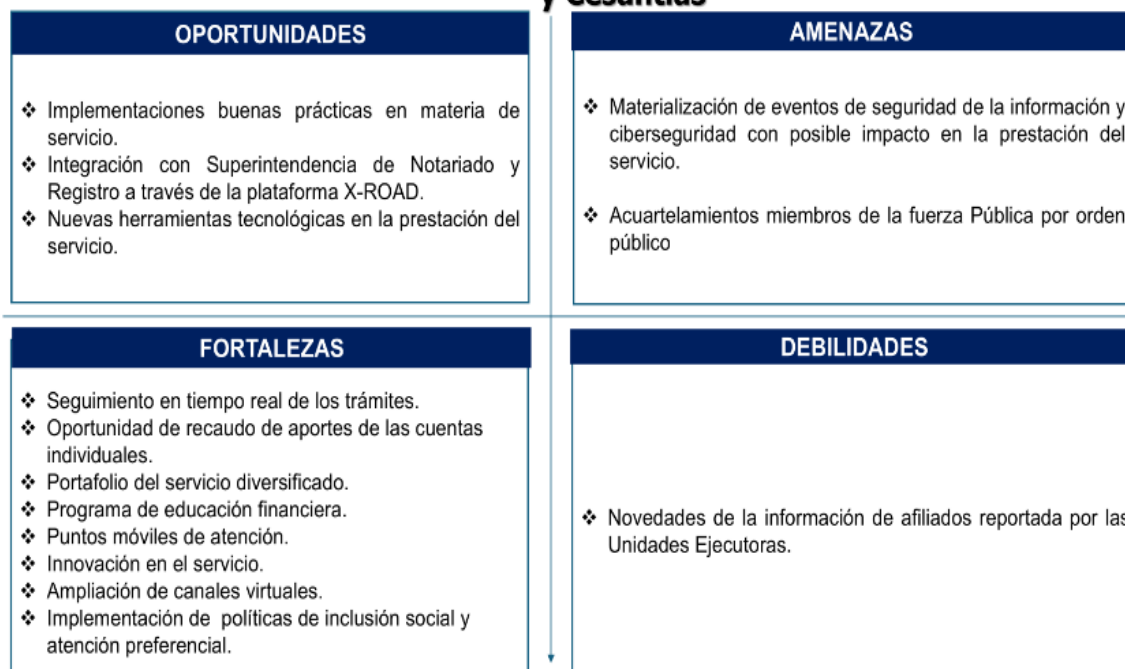 y Cesantías
OPORTUNIDADES
❖ Implementaciones buenas prácticas en materia de
servicio.
❖ Integración con Superintendencia de Notariado y
Registro a través de la plataforma X-ROAD.
❖ Nuevas herramientas tecnológicas en la prestación del
servicio.
AMENAZAS
❖ Materialización de eventos de seguridad de la información y
ciberseguridad con posible impacto en la prestación del
servicio.
❖ Acuartelamientos miembros de la fuerza Pública por orden
público
FORTALEZAS
❖ Seguimiento en tiempo real de los trámites.
❖ Oportunidad de recaudo de aportes de las cuentas
individuales.
❖ Portafolio del servicio diversificado.
❖ Programa de educación financiera.
❖ Puntos móviles de atención.
❖ Innovación en el servicio.
❖ Ampliación de canales virtuales.
❖ Implementación de políticas de inclusión social y
atención preferencial.
DEBILIDADES
❖ Novedades de la información de afiliados reportada por las
Unidades Ejecutoras.